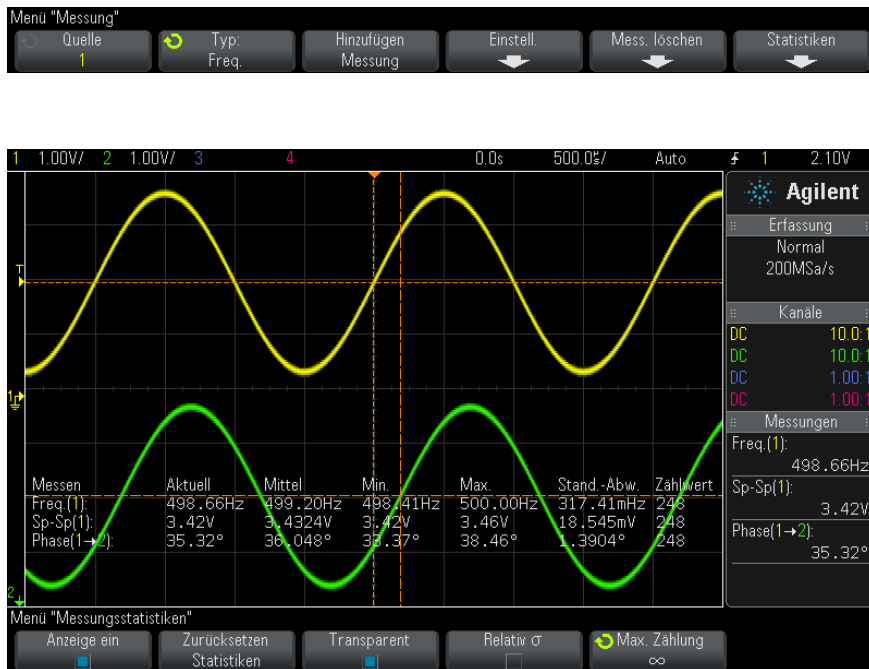 Menü "Messung"
Quelle
1
Typ:
Freq.
Hinzufügen
Messung
Einstell.
Mess. löschen
Statistiken
1 1.00V/ 2 1.00V/ 3 4 0.0s 500.0µs/ Auto 1 2.10V
Agilent
Erfassung
Normal
200MSa/s
Kanäle
DC 10.0:1
DC 10.0:1
DC 1.00:1
DC 1.00:1
Messungen
Freq.(1):
498.66Hz
Sp-Sp(1):
3.42V
Phase(1→2):
35.32°
T
1
2
Messen Aktuell Mittel Min. Max. Stand.-Abw. Zählwert
Freq.(1): 498.66Hz 499.20Hz 498.41Hz 500.00Hz 317.41mHz 248
Sp-Sp(1): 3.42V 3.4324V 3.42V 3.46V 18.545mV 248
Phase(1→2): 35.32° 36.048° 33.37° 38.46° 1.3904° 248
Menü "Messungsstatistiken"
Anzeige ein
Zurücksetzen
Statistiken
Transparent
Relativ σ
Max. Zählung
∞